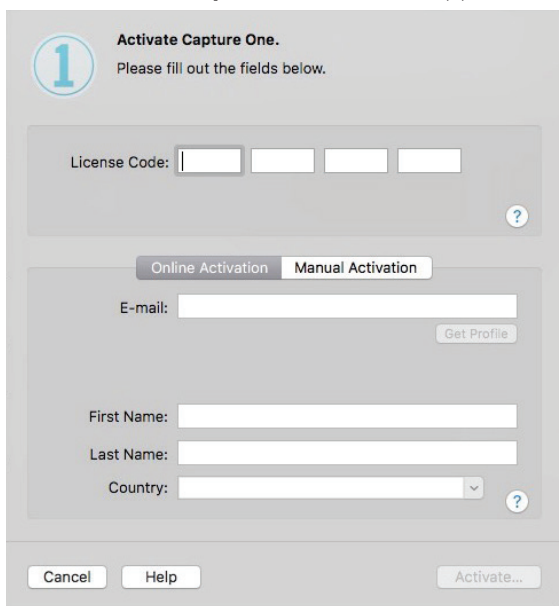 1
Activate Capture One.
Please fill out the fields below.
License Code:
?
Online Activation Manual Activation
E-mail:
Get Profile
First Name:
Last Name:
Country:
?
Cancel Help Activate...